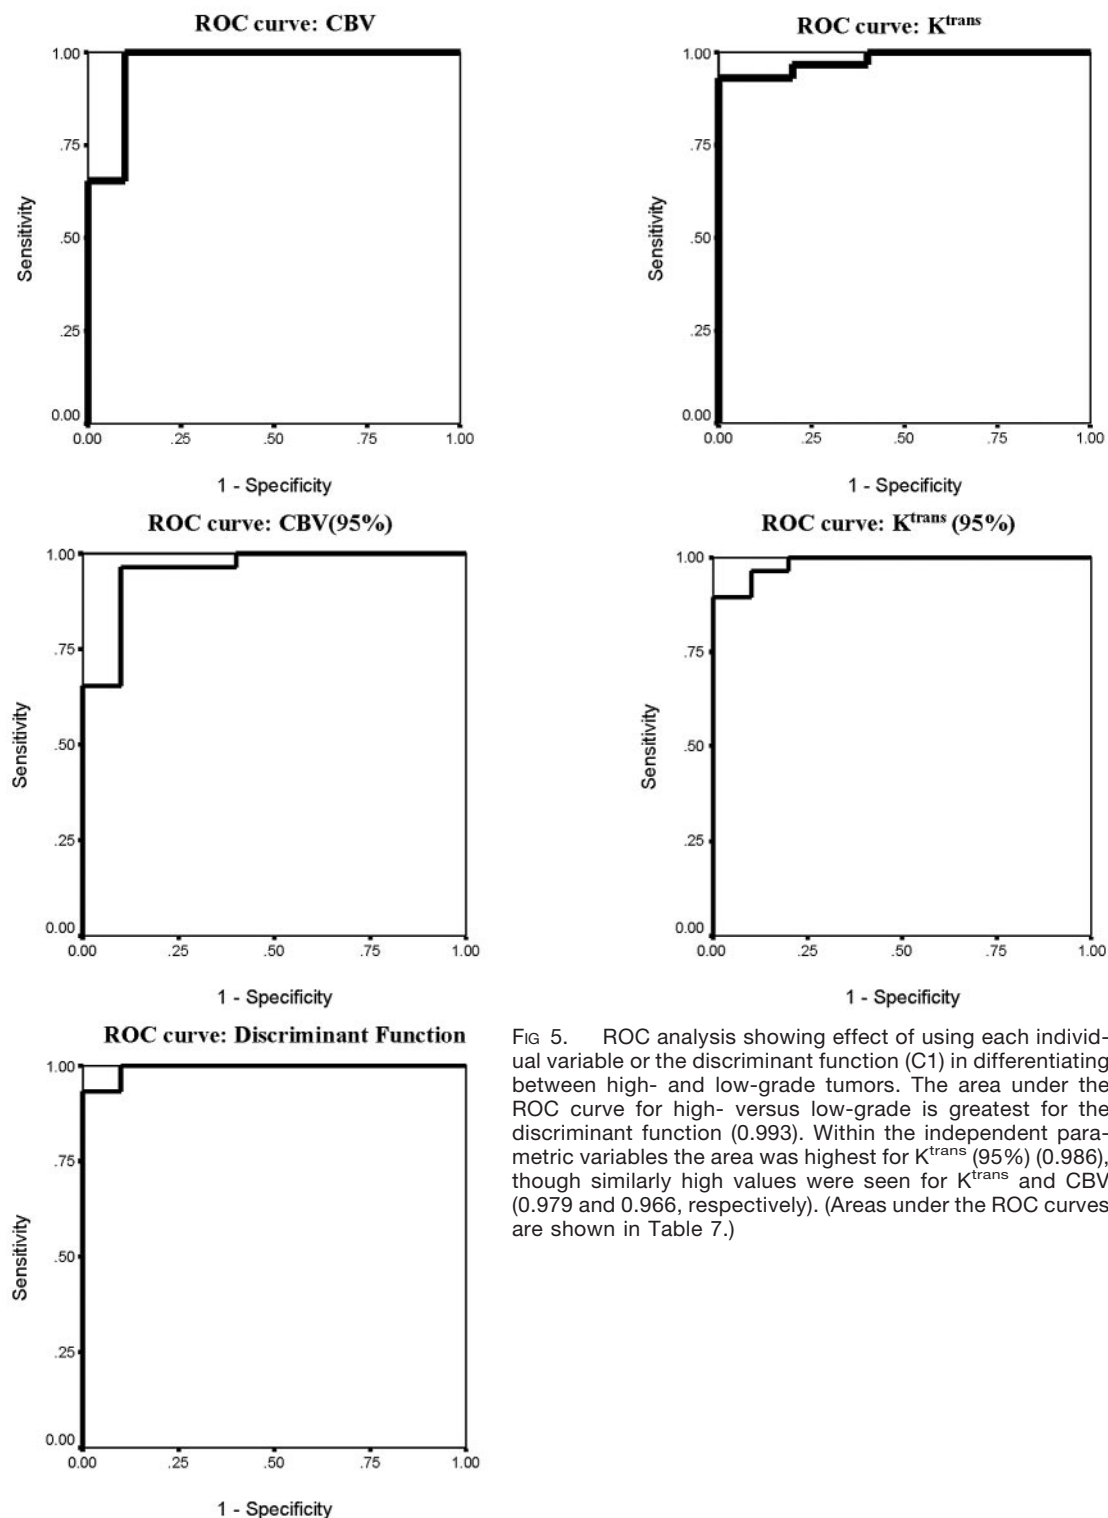 ROC curve: CBV
1.00
.75
.50
.25
0.00
Sensitivity
0.00 .25 .50 .75 1.00
1 - Specificity
ROC curve: Ktrans
1.00
.75
.50
.25
0.00
Sensitivity
0.00 .25 .50 .75 1.00
1 - Specificity
ROC curve: CBV(95%)
1.00
.75
.50
.25
0.00
Sensitivity
0.00 .25 .50 .75 1.00
1 - Specificity
ROC curve: Ktrans (95%)
1.00
.75
.50
.25
0.00
Sensitivity
0.00 .25 .50 .75 1.00
1 - Specificity
ROC curve: Discriminant Function
1.00
.75
.50
.25
0.00
Sensitivity
0.00 .25 .50 .75 1.00
1 - Specificity
FIG 5. ROC analysis showing effect of using each individ-
ual variable or the discriminant function (C1) in differentiating
between high- and low-grade tumors. The area under the
ROC curve for high- versus low-grade is greatest for the
discriminant function (0.993). Within the independent para-
metric variables the area was highest for Ktrans (95%) (0.986),
though similarly high values were seen for Ktrans and CBV
(0.979 and 0.966, respectively). (Areas under the ROC curves
are shown in Table 7.)